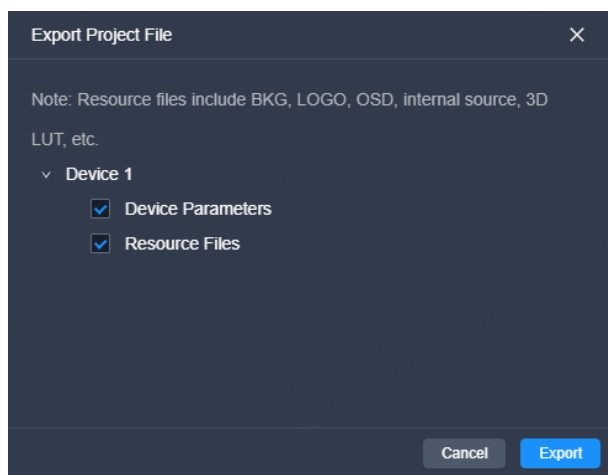 Export Project File
Note: Resource files include BKG, LOGO, OSD, internal source, 3D
LUT, etc.
Device 1
Device Parameters
Resource Files
Cancel Export